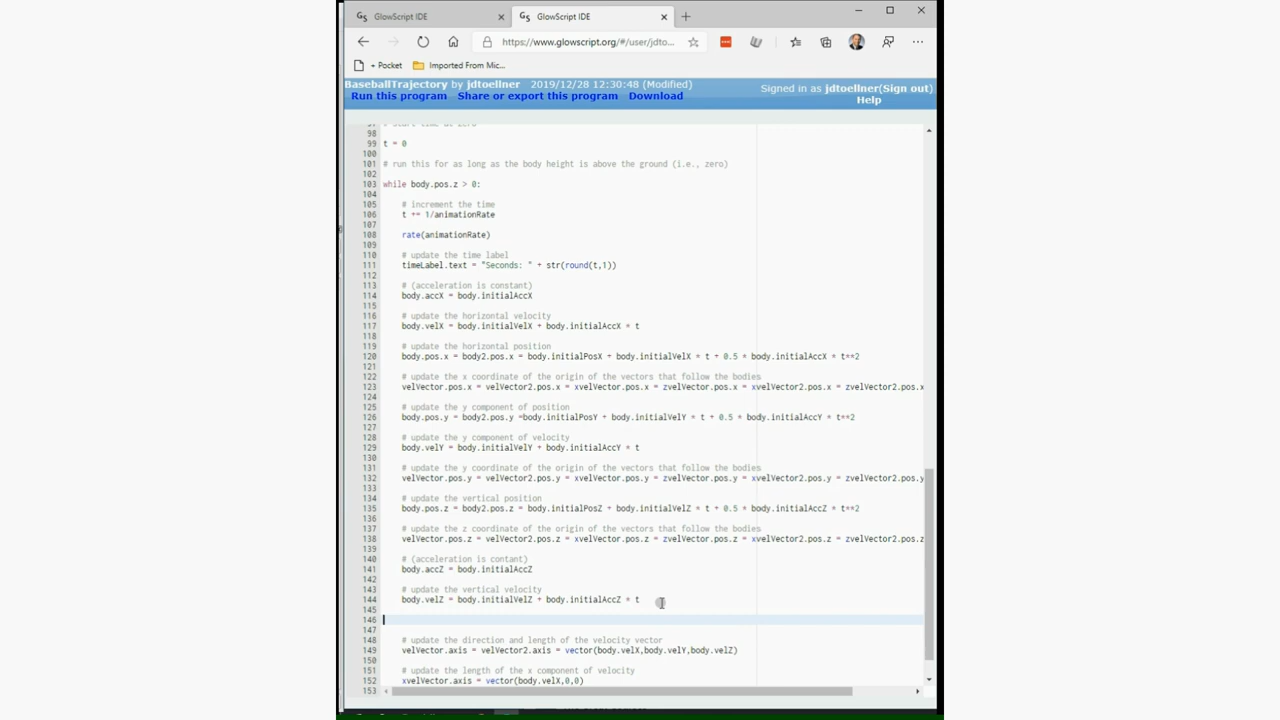 GlowScript IDE
GlowScript IDE
https://www.glowscript.org/#/user/jdto...
+ Pocket
Imported From Mic...
BaseballTrajectory by jdtoellner 2019/12/28 12:30:48 (Modified)
Signed in as jdtoellner(Sign out)
Run this program Share or export this program Download
Help
98
99 t = 0
100
101 # run this for as long as the body height is above the ground (i.e., zero)
102
103 while body.pos.z > 0:
104
105 # increment the time
106 t += 1/animationRate
107
108 rate(animationRate)
109
110 # update the time label
111 timeLabel.text = "Seconds: " + str(round(t,1))
112
113 # (acceleration is constant)
114 body.accX = body.initialAccX
115
116 # update the horizontal velocity
117 body.velX = body.initialVelX + body.initialAccX * t
118
119 # update the horizontal position
120 body.pos.x = body2.pos.x = body.initialPosX + body.initialVelX * t + 0.5 * body.initialAccX * t**2
121
122 # update the x coordinate of the origin of the vectors that follow the bodies
123 velVector.pos.x = velVector2.pos.x = xvelVector.pos.x = zvelVector.pos.x = xvelVector2.pos.x = zvelVector2.pos.x
124
125 # update the y component of position
126 body.pos.y = body2.pos.y =body.initialPosY + body.initialVelY * t + 0.5 * body.initialAccY * t**2
127
128 # update the y component of velocity
129 body.velY = body.initialVelY + body.initialAccY * t
130
131 # update the y coordinate of the origin of the vectors that follow the bodies
132 velVector.pos.y = velVector2.pos.y = xvelVector.pos.y = zvelVector.pos.y = xvelVector2.pos.y = zvelVector2.pos.y
133
134 # update the vertical position
135 body.pos.z = body2.pos.z = body.initialPosZ + body.initialVelZ * t + 0.5 * body.initialAccZ * t**2
136
137 # update the z coordinate of the origin of the vectors that follow the bodies
138 velVector.pos.z = velVector2.pos.z = xvelVector.pos.z = zvelVector.pos.z = xvelVector2.pos.z = zvelVector2.pos.z
139
140 # (acceleration is contant)
141 body.accZ = body.initialAccZ
142
143 # update the vertical velocity
144 body.velZ = body.initialVelZ + body.initialAccZ * t
145
146
147
148 # update the direction and length of the velocity vector
149 velVector.axis = velVector2.axis = vector(body.velX,body.velY,body.velZ)
150
151 # update the length of the x component of velocity
152 xvelVector.axis = vector(body.velX,0,0)
153